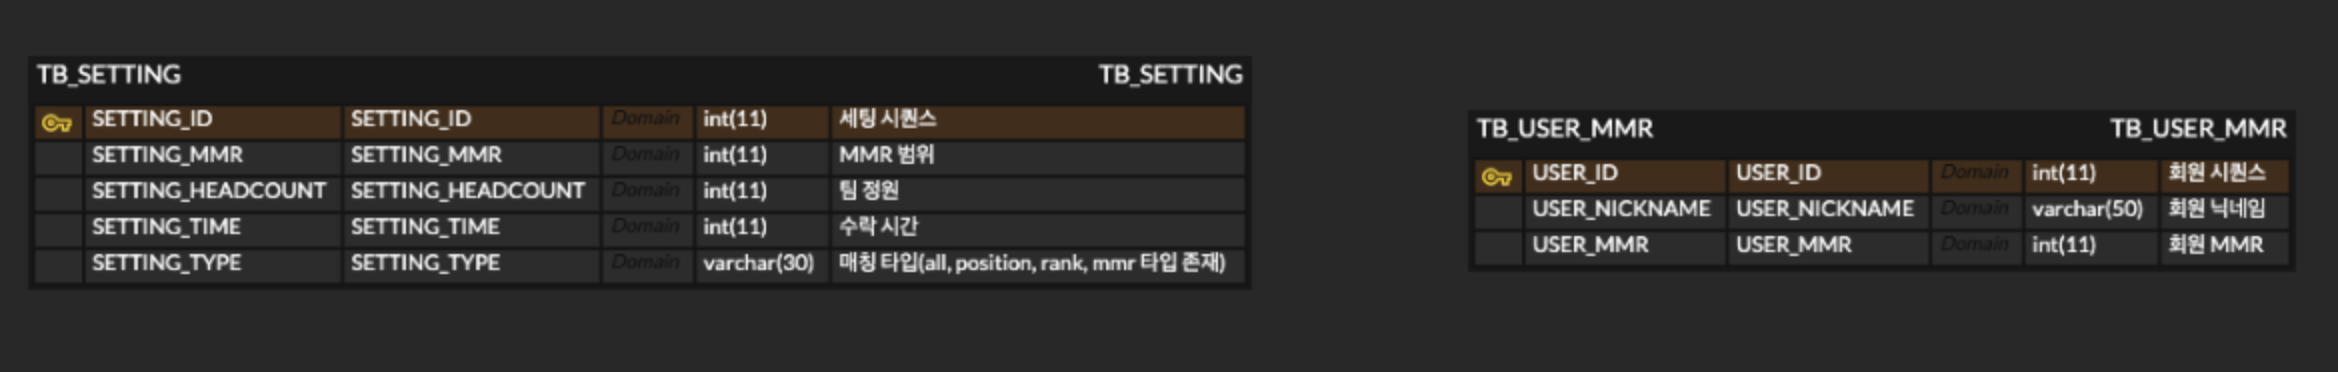 TB_SETTING TB_SETTING
SETTING_ID SETTING_ID Domain int(11) 세팅 시퀀스
SETTING_MMR SETTING_MMR Domain int(11) MMR 범위
SETTING_HEADCOUNT SETTING_HEADCOUNT Domain int(11) 팀 정원
SETTING_TIME SETTING_TIME Domain int(11) 수락 시간
SETTING_TYPE SETTING_TYPE Domain varchar(30) 매칭 타입(all, position, rank, mmr 타입 존재)
TB_USER_MMR TB_USER_MMR
USER_ID USER_ID Domain int(11) 회원 시퀀스
USER_NICKNAME USER_NICKNAME Domain varchar(50) 회원 닉네임
USER_MMR USER_MMR Domain int(11) 회원 MMR